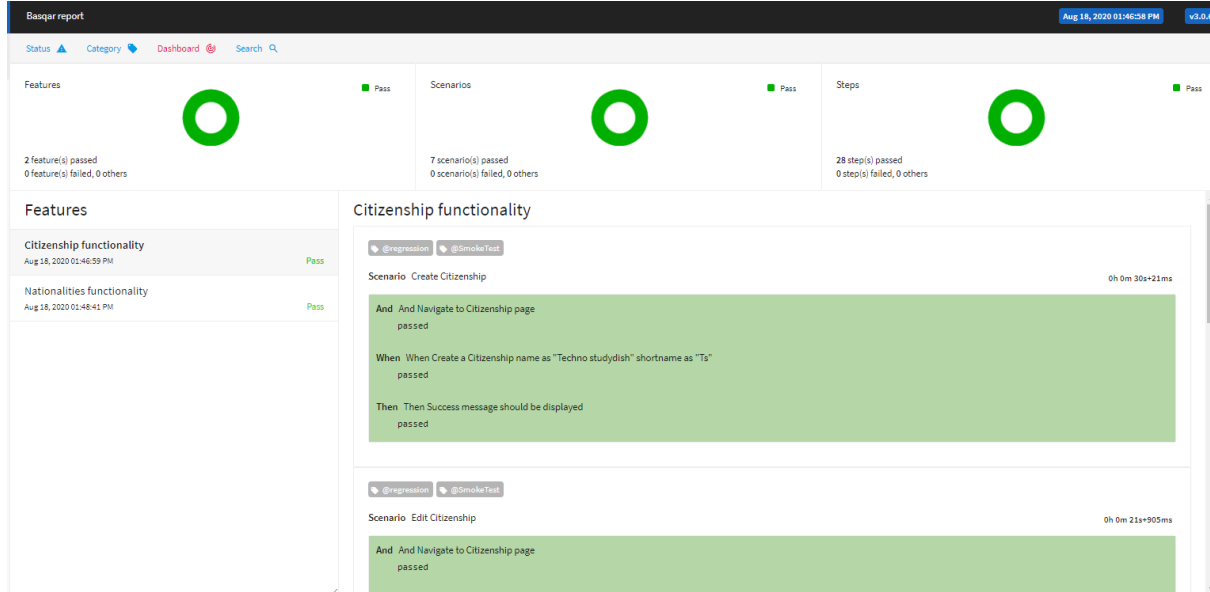 Basqar report
Aug 18, 2020 01:46:58 PM
Status Category Dashboard Search
Features
Pass
2 feature(s) passed
0 feature(s) failed, 0 others
Scenarios
Pass
7 scenario(s) passed
0 scenario(s) failed, 0 others
Steps
Pass
28 step(s) passed
0 step(s) failed, 0 others
Features
Citizenship functionality
Aug 18, 2020 01:46:59 PM Pass
Nationalities functionality
Aug 18, 2020 01:48:41 PM Pass
Citizenship functionality
@regression @SmokeTest
Scenario Create Citizenship 0h 0m 30s+21ms
And And Navigate to Citizenship page
passed
When When Create a Citizenship name as "Techno studydish" shortname as "Ts"
passed
Then Then Success message should be displayed
passed
@regression @SmokeTest
Scenario Edit Citizenship 0h 0m 21s+905ms
And And Navigate to Citizenship page
passed